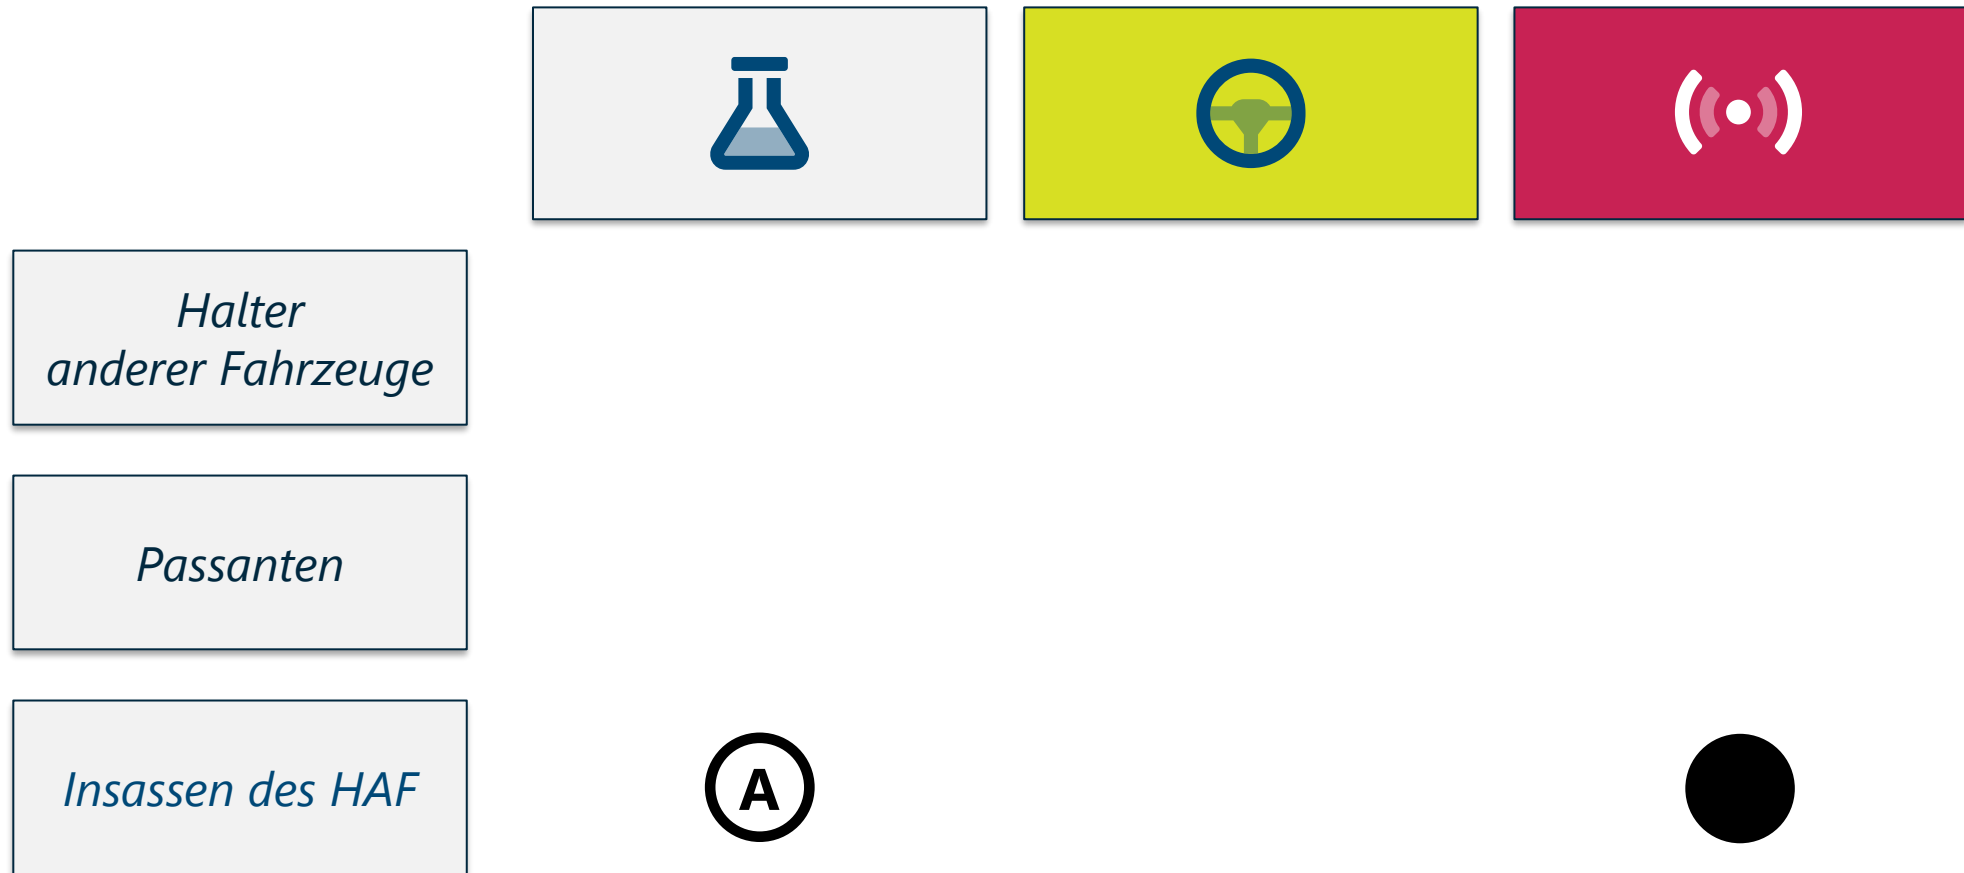 Halter
anderer Fahrzeuge
Passanten
Insassen des HAF
A